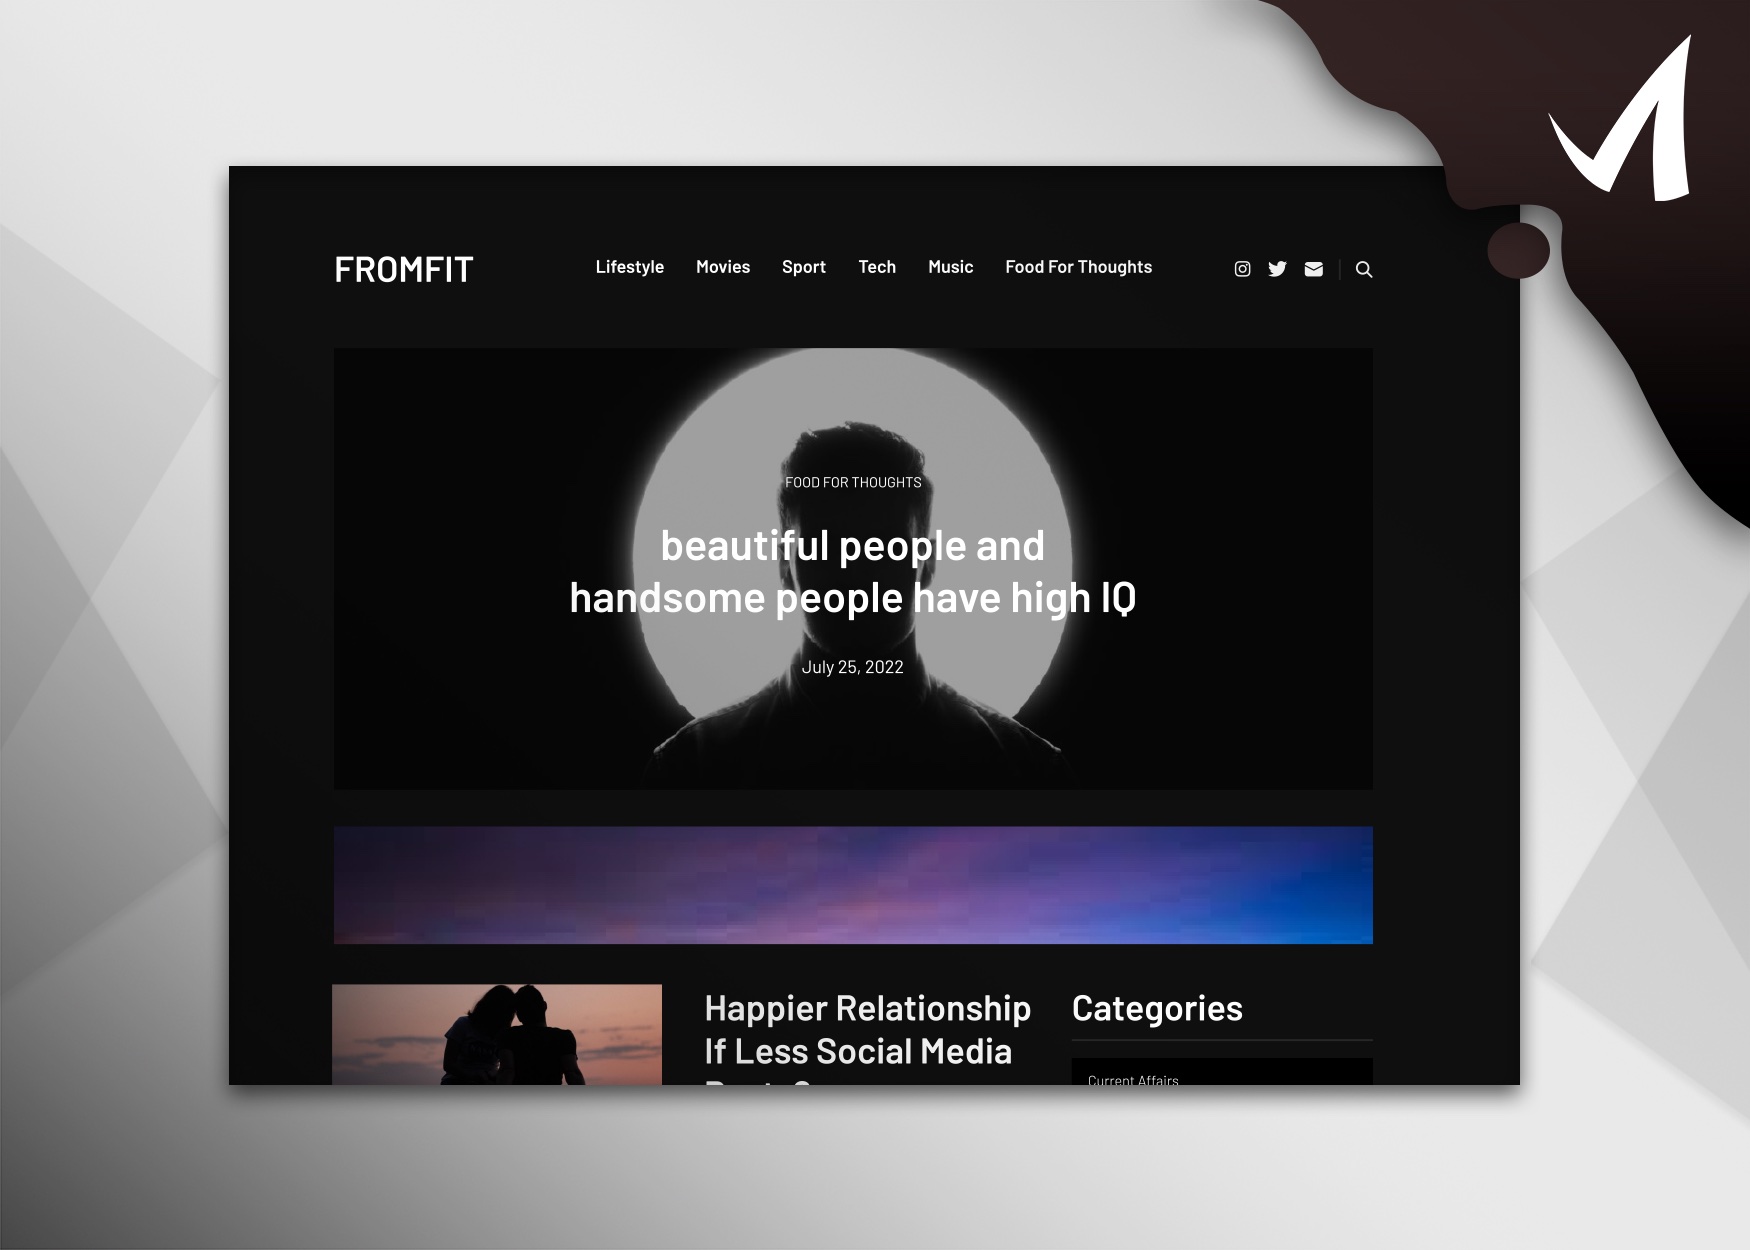 FROMFIT
Lifestyle Movies Sport Tech Music Food For Thoughts
FOOD FOR THOUGHTS
beautiful people and
handsome people have high IQ
July 25, 2022
Happier Relationship
If Less Social Media
Categories
Current Affairs